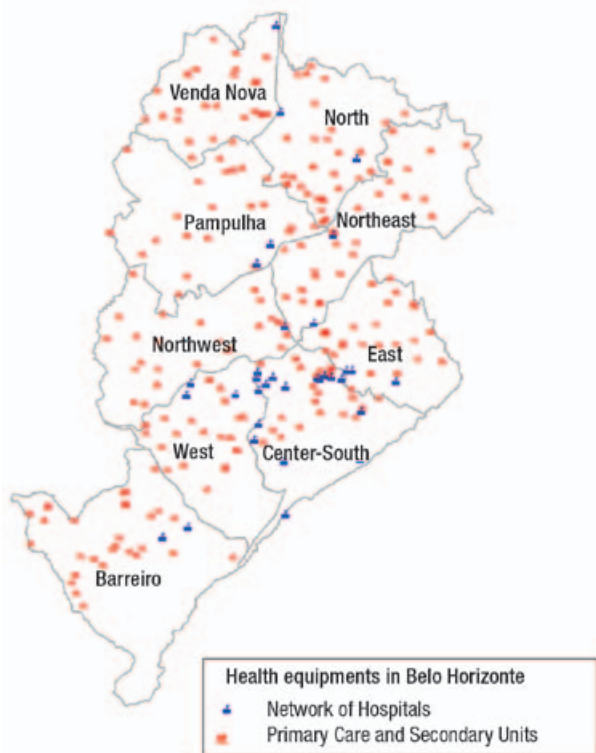 Venda Nova
North
Pampulha
Northeast
Northwest
East
West
Center-South
Barreiro
Health equipments in Belo Horizonte
Network of Hospitals
Primary Care and Secondary Units